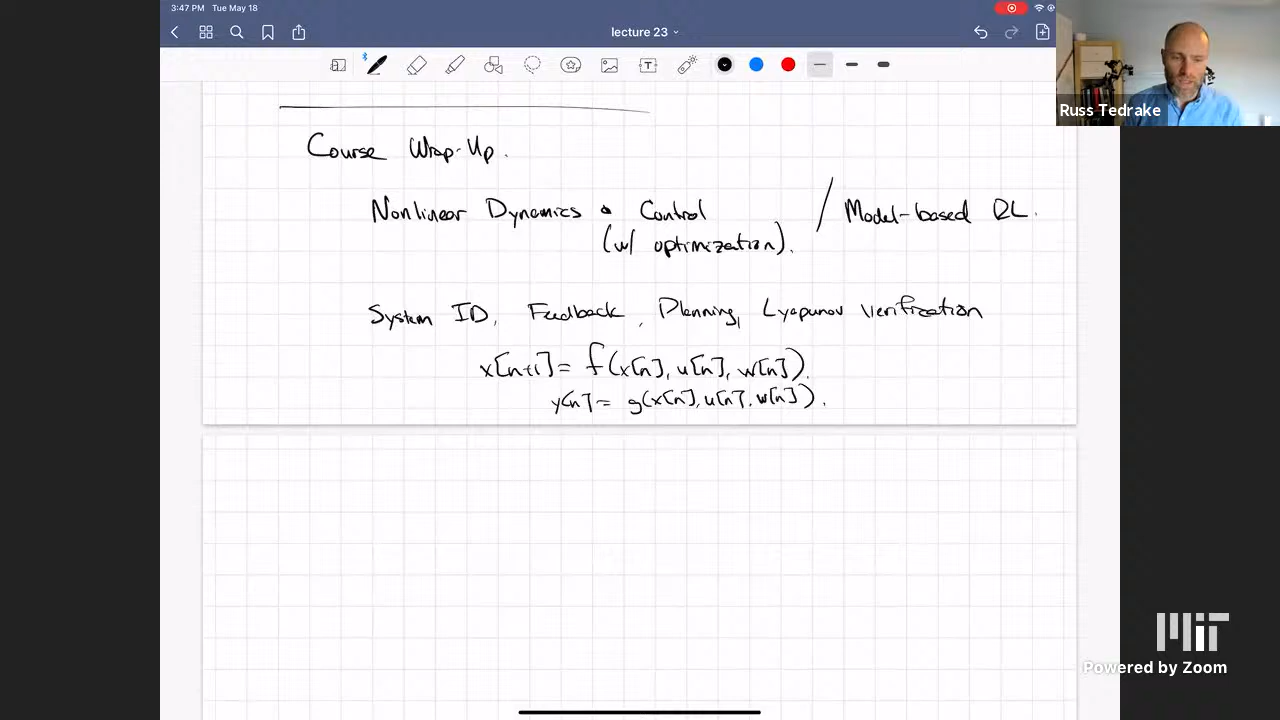 3:47 PM Tue May 18
lecture 23
Russ Tedrake
Course Wrap-Up.
Nonlinear Dynamics & Control / Model-based RL.
(w/ optimization).
System ID, Feedback, Planning, Lyapunov verification
x[n+1] = f(x[n], u[n], w[n]).
y[n] = g(x[n], u[n], w[n]).
MIT
Powered by Zoom